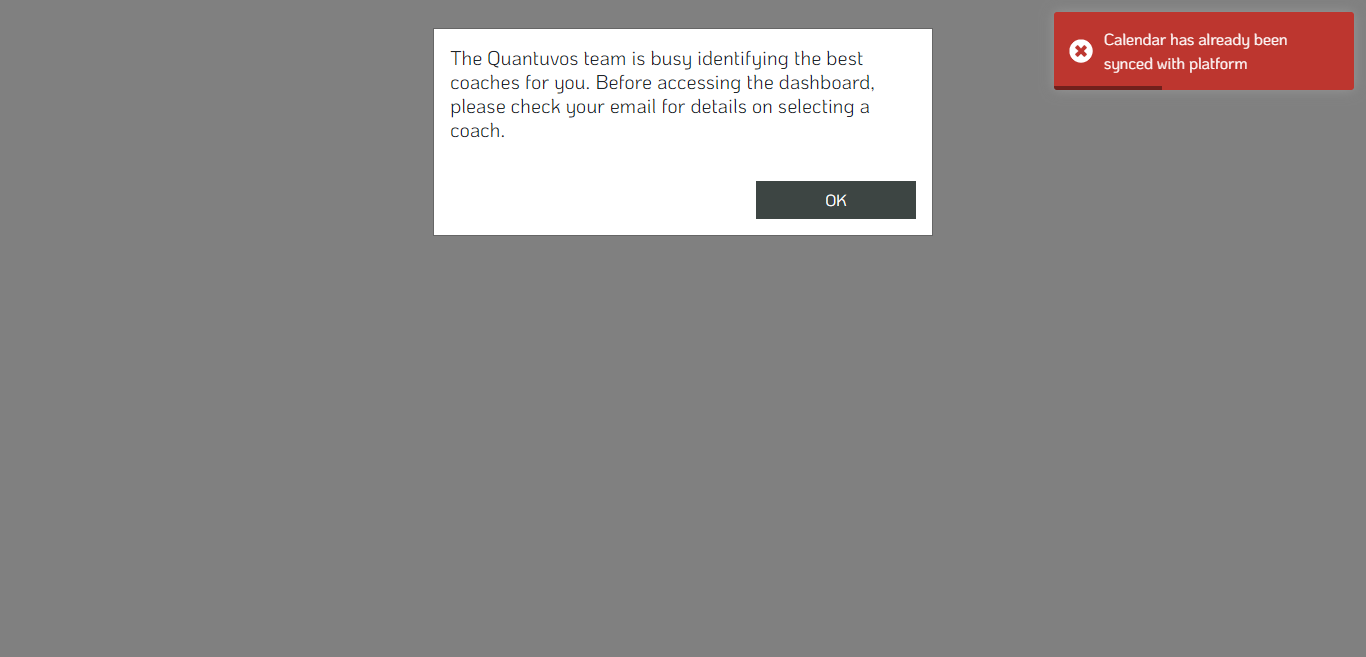 The Quantuvos team is busy identifying the best
coaches for you. Before accessing the dashboard,
please check your email for details on selecting a
coach.
OK
Calendar has already been
synced with platform